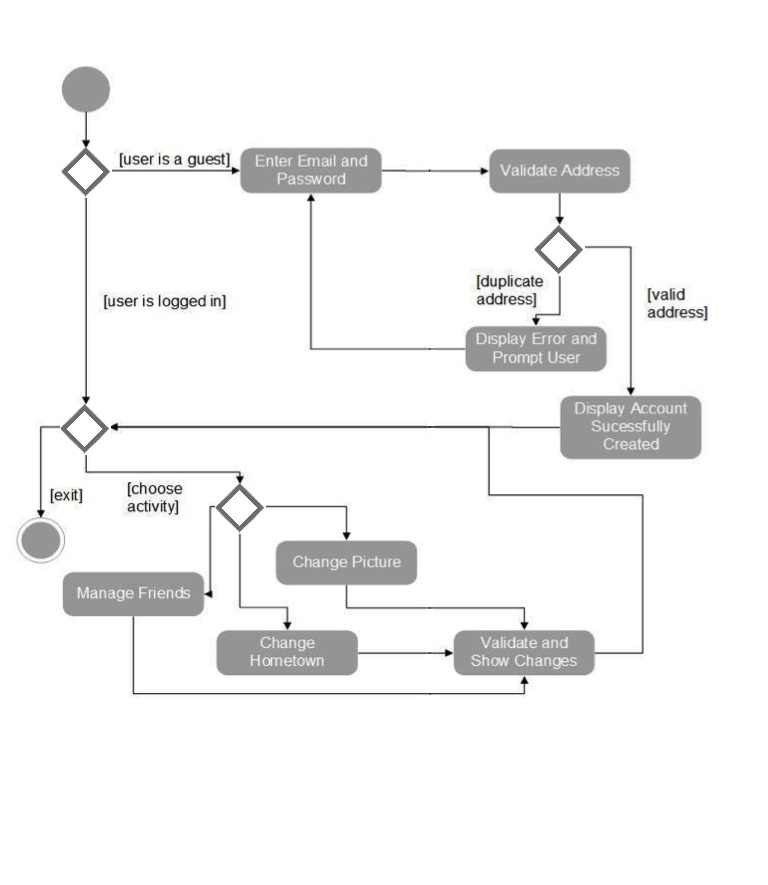 [user is a guest]
Enter Email and
Password
Validate Address
[duplicate
address]
[valid
address]
[user is logged in]
Display Error and
Prompt User
Display Account
Sucessfully
Created
[exit]
[choose
activity]
Change Picture
Manage Friends
Change
Hometown
Validate and
Show Changes